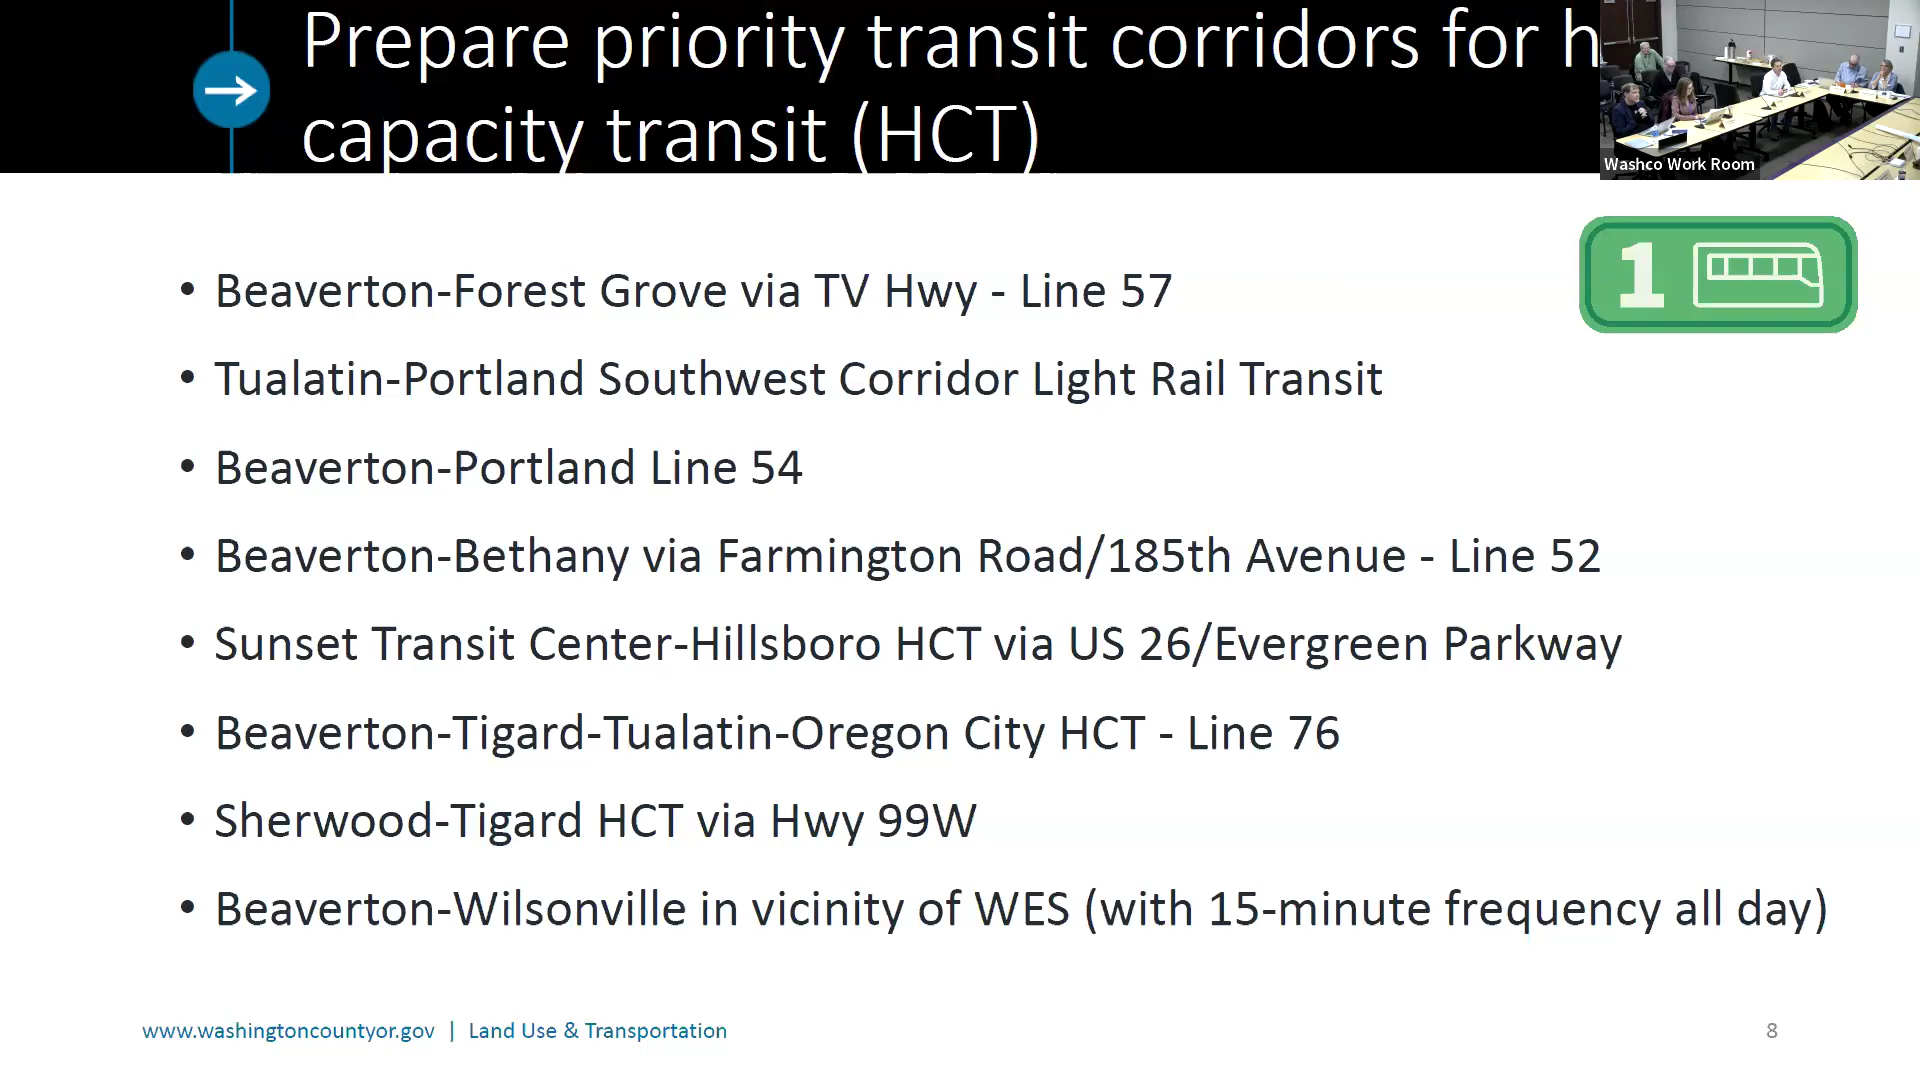 Prepare priority transit corridors for h
capacity transit (HCT)
Washco Work Room
1
• Beaverton-Forest Grove via TV Hwy - Line 57
• Tualatin-Portland Southwest Corridor Light Rail Transit
• Beaverton-Portland Line 54
• Beaverton-Bethany via Farmington Road/185th Avenue - Line 52
• Sunset Transit Center-Hillsboro HCT via US 26/Evergreen Parkway
• Beaverton-Tigard-Tualatin-Oregon City HCT - Line 76
• Sherwood-Tigard HCT via Hwy 99W
• Beaverton-Wilsonville in vicinity of WES (with 15-minute frequency all day)
www.washingtoncountyor.gov | Land Use & Transportation
8